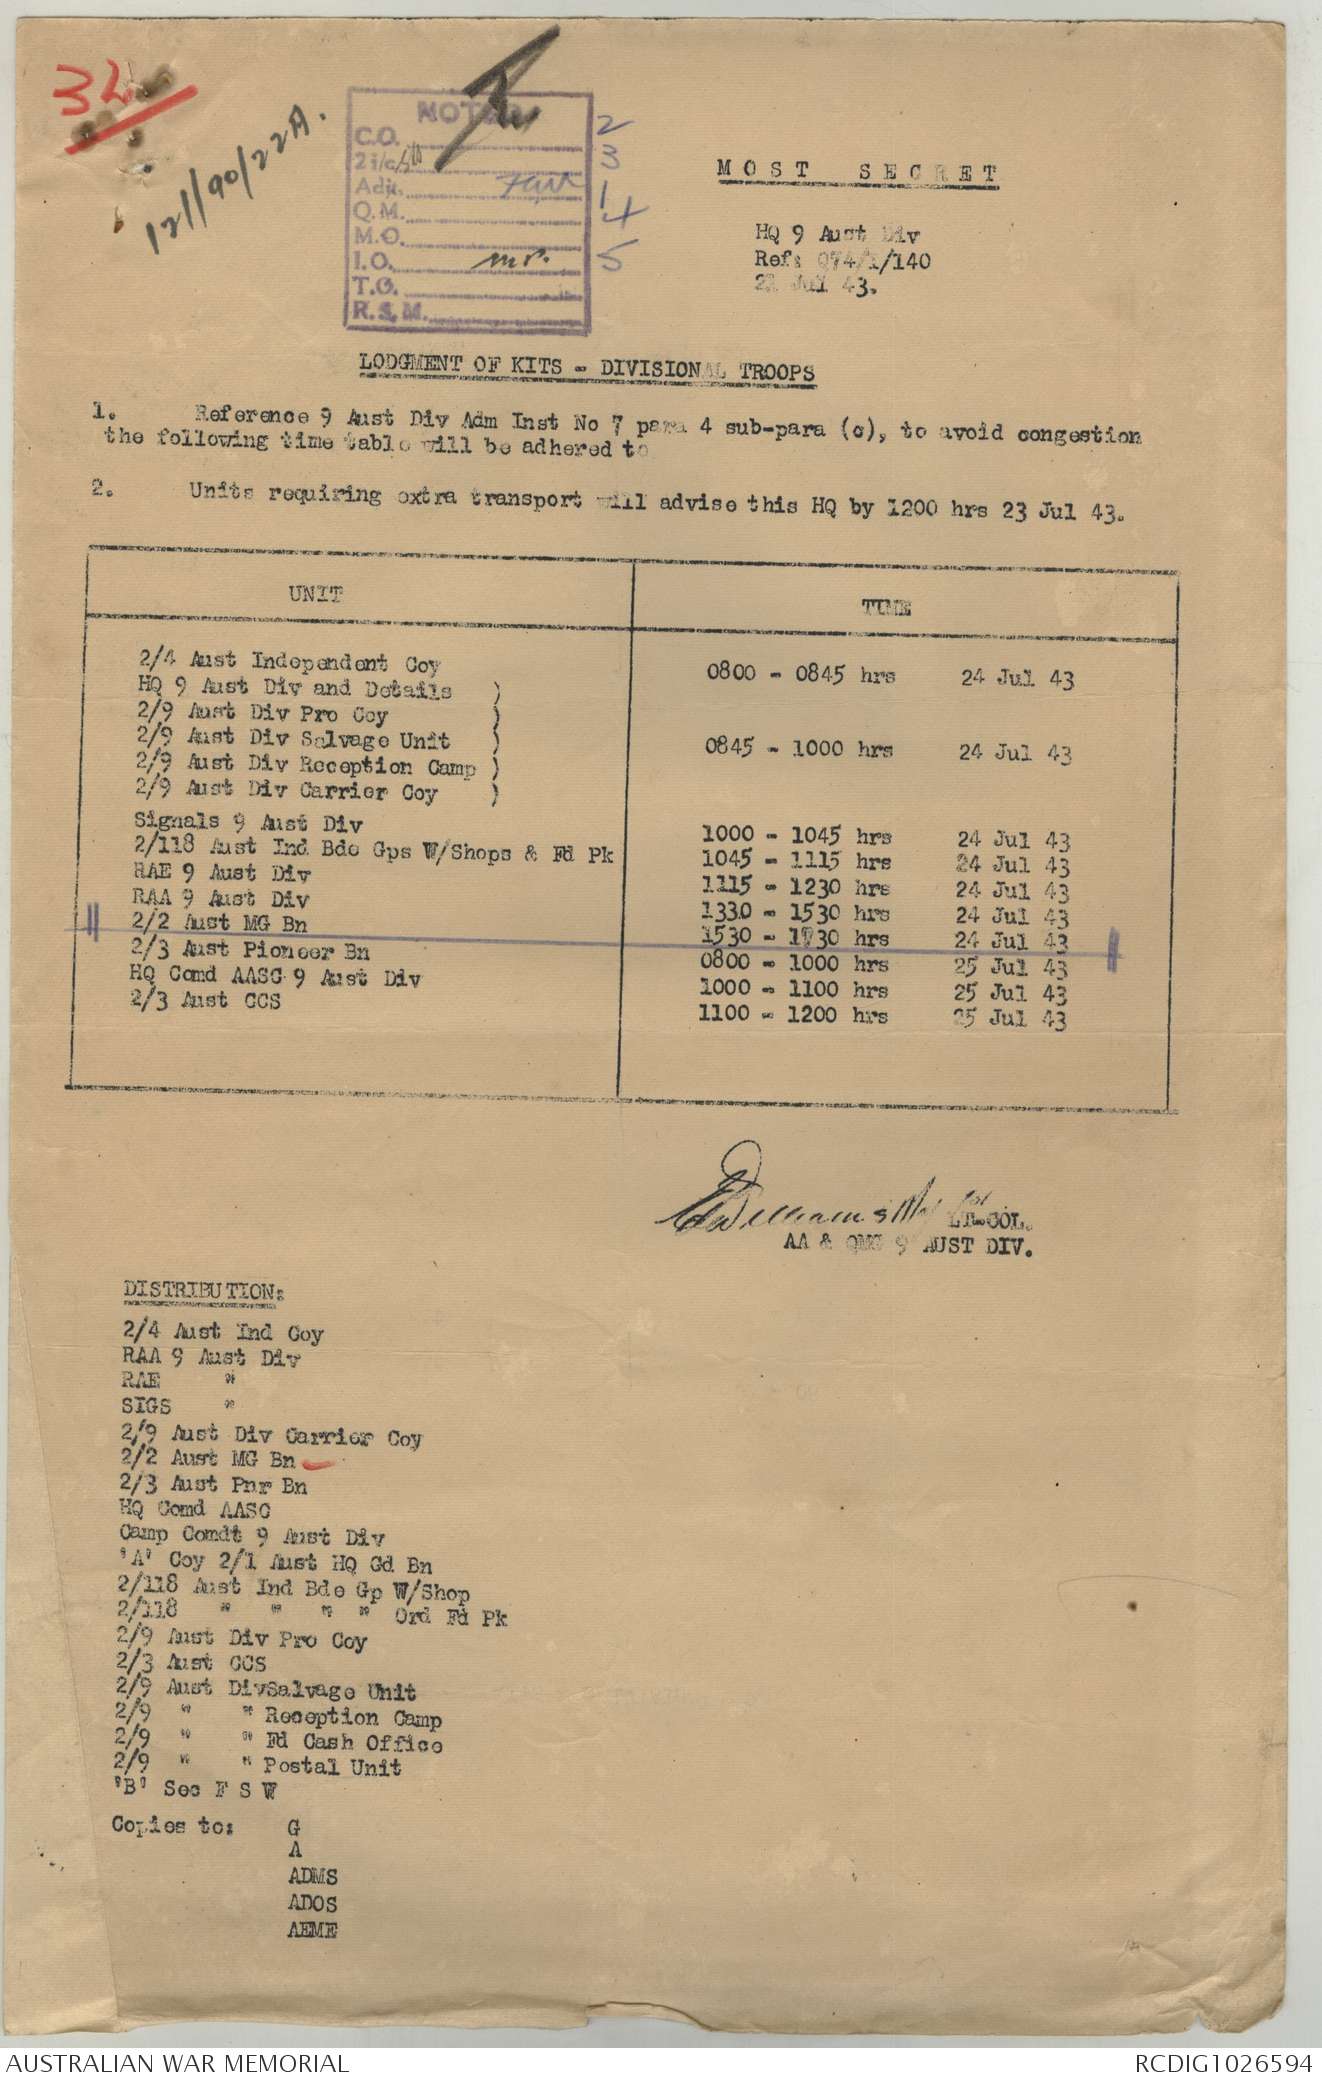 32
121/90/22A.
NOTED
C.O.
2 i/c
Adj.
Q.M.
M.O.
I.O.
T.O.
R.S.M.
2
3
1
4
5
MOST SECRET
HQ 9 Aust Div
Ref: Q74/1/140
21 Jul 43.
LODGMENT OF KITS - DIVISIONAL TROOPS
1. Reference 9 Aust Div Adm Inst No 7 para 4 sub-para (c), to avoid congestion
the following time table will be adhered to
2. Units requiring extra transport will advise this HQ by 1200 hrs 23 Jul 43.
UNIT TIME
2/4 Aust Independent Coy 0800 - 0845 hrs 24 Jul 43
HQ 9 Aust Div and Details )
2/9 Aust Div Pro Coy )
2/9 Aust Div Salvage Unit ) 0845 - 1000 hrs 24 Jul 43
2/9 Aust Div Reception Camp )
2/9 Aust Div Carrier Coy )
Signals 9 Aust Div 1000 - 1045 hrs 24 Jul 43
2/118 Aust Ind Bde Gps W/Shops & Fd Pk 1045 - 1115 hrs 24 Jul 43
RAE 9 Aust Div 1115 - 1230 hrs 24 Jul 43
RAA 9 Aust Div 1330 - 1530 hrs 24 Jul 43
2/2 Aust MG Bn 1530 - 1730 hrs 24 Jul 43
2/3 Aust Pioneer Bn 0800 - 1000 hrs 25 Jul 43
HQ Comd AASC 9 Aust Div 1000 - 1100 hrs 25 Jul 43
2/3 Aust CCS 1100 - 1200 hrs 25 Jul 43
Williams Maj for LT-COL.
AA & QMG 9 AUST DIV.
DISTRIBUTION:
2/4 Aust Ind Coy
RAA 9 Aust Div
RAE "
SIGS "
2/9 Aust Div Carrier Coy
2/2 Aust MG Bn
2/3 Aust Pnr Bn
HQ Comd AASC
Camp Comdt 9 Aust Div
'A' Coy 2/1 Aust HQ Gd Bn
2/118 Aust Ind Bde Gp W/Shop
2/118 " " " " Ord Fd Pk
2/9 Aust Div Pro Coy
2/3 Aust CCS
2/9 Aust DivSalvage Unit
2/9 " " Reception Camp
2/9 " " Fd Cash Office
2/9 " " Postal Unit
'B' Sec F S W
Copies to: G
A
ADMS
ADOS
AEME
AUSTRALIAN WAR MEMORIAL RCDIG1026594